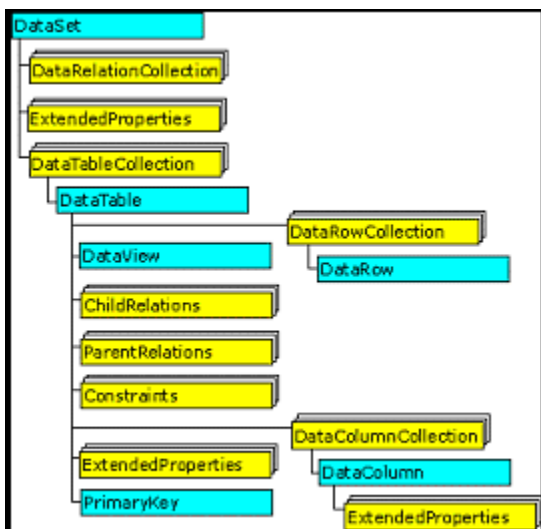 DataSet
DataRelationCollection
ExtendedProperties
DataTableCollection
DataTable
DataRowCollection
DataView
DataRow
ChildRelations
ParentRelations
Constraints
DataColumnCollection
ExtendedProperties
DataColumn
PrimaryKey
ExtendedProperties